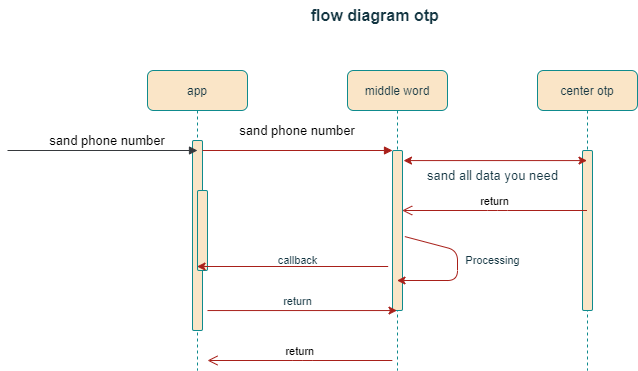 flow diagram otp
app
middle word
center otp
sand phone number
sand phone number
sand all data you need
return
Processing
callback
return
return